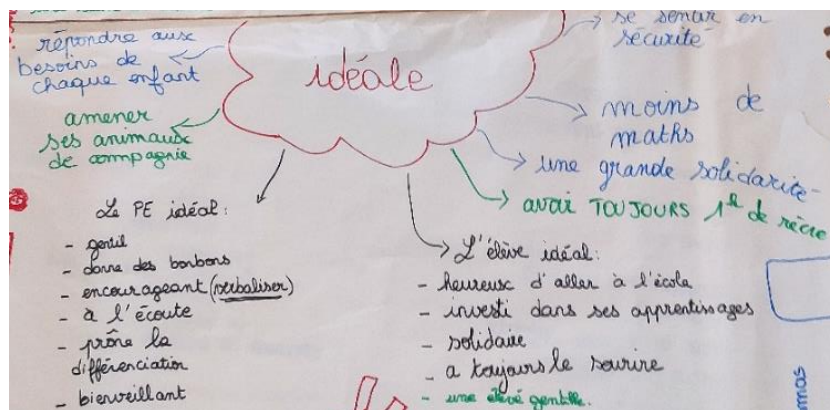 répondre aux
besoins de
chaque enfant
amener
ses animaux
de compagnie
idéale
se sentir en
sécurité
moins de
maths
une grande solidarité
avoir TOUJOURS 1h de récré
Le PE idéal:
- gentil
- donne des bonbons
- encourageant (verbaliser)
- à l'écoute
- prône la
différenciation
- bienveillant
L'élève idéal:
- heureux d'aller à l'école
- investi dans ses apprentissages
- solidaire
- a toujours le sourire
- une élève gentille.
mas